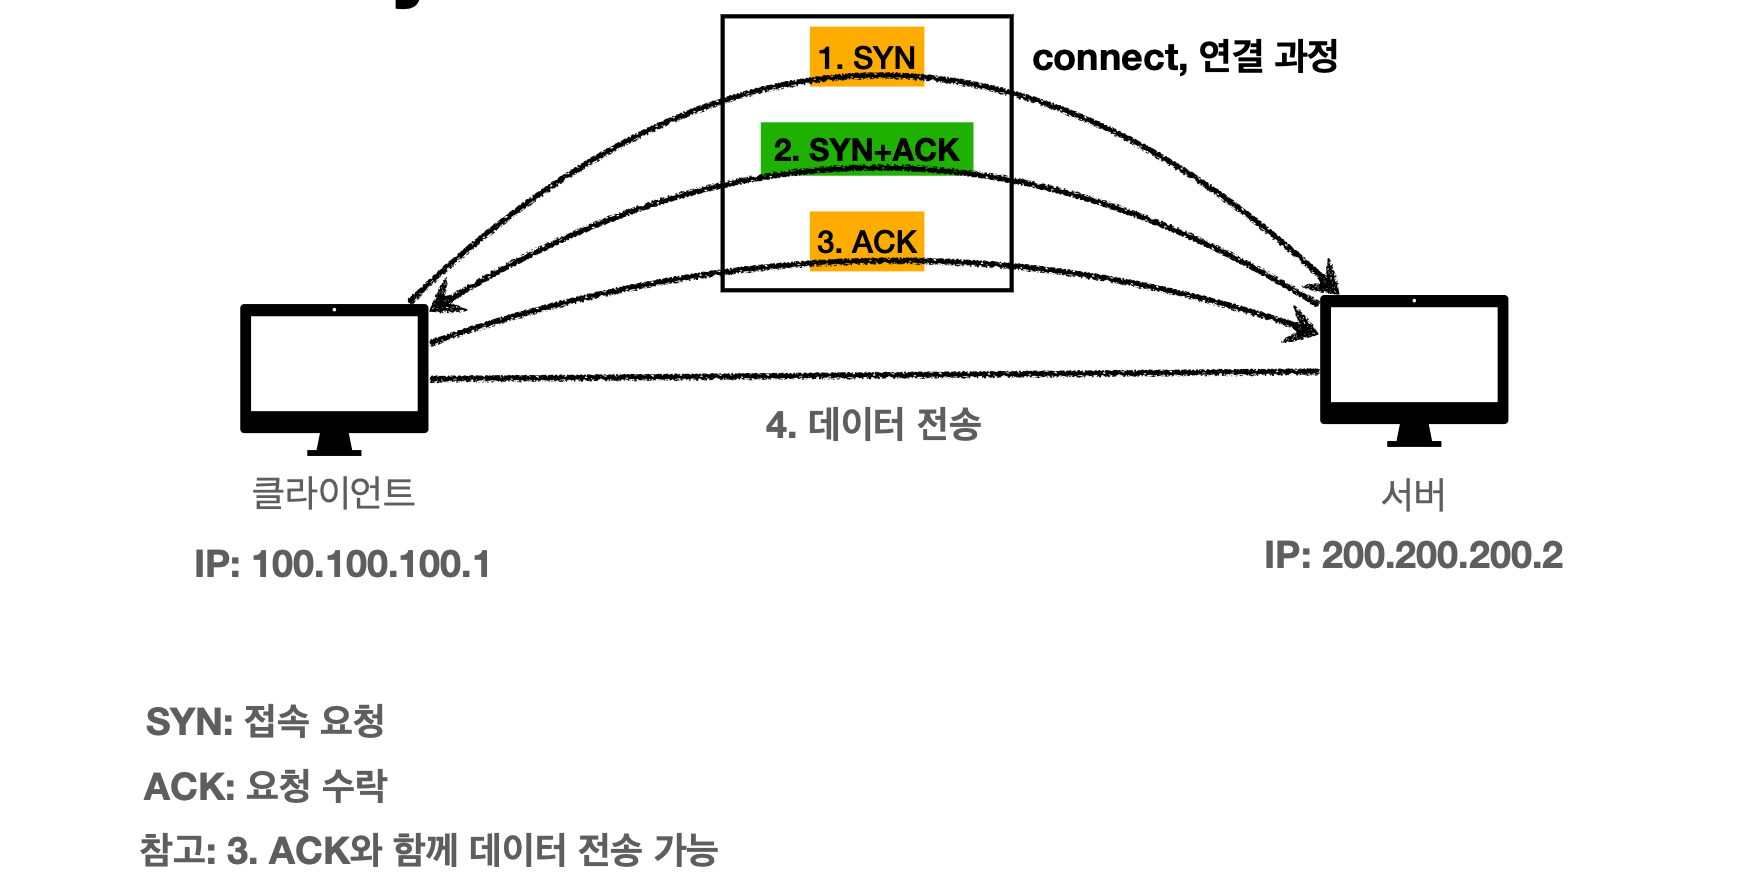 1. SYN
connect, 연결 과정
2. SYN+ACK
3. ACK
4. 데이터 전송
클라이언트
서버
IP: 100.100.100.1
IP: 200.200.200.2
SYN: 접속 요청
ACK: 요청 수락
참고: 3. ACK와 함께 데이터 전송 가능